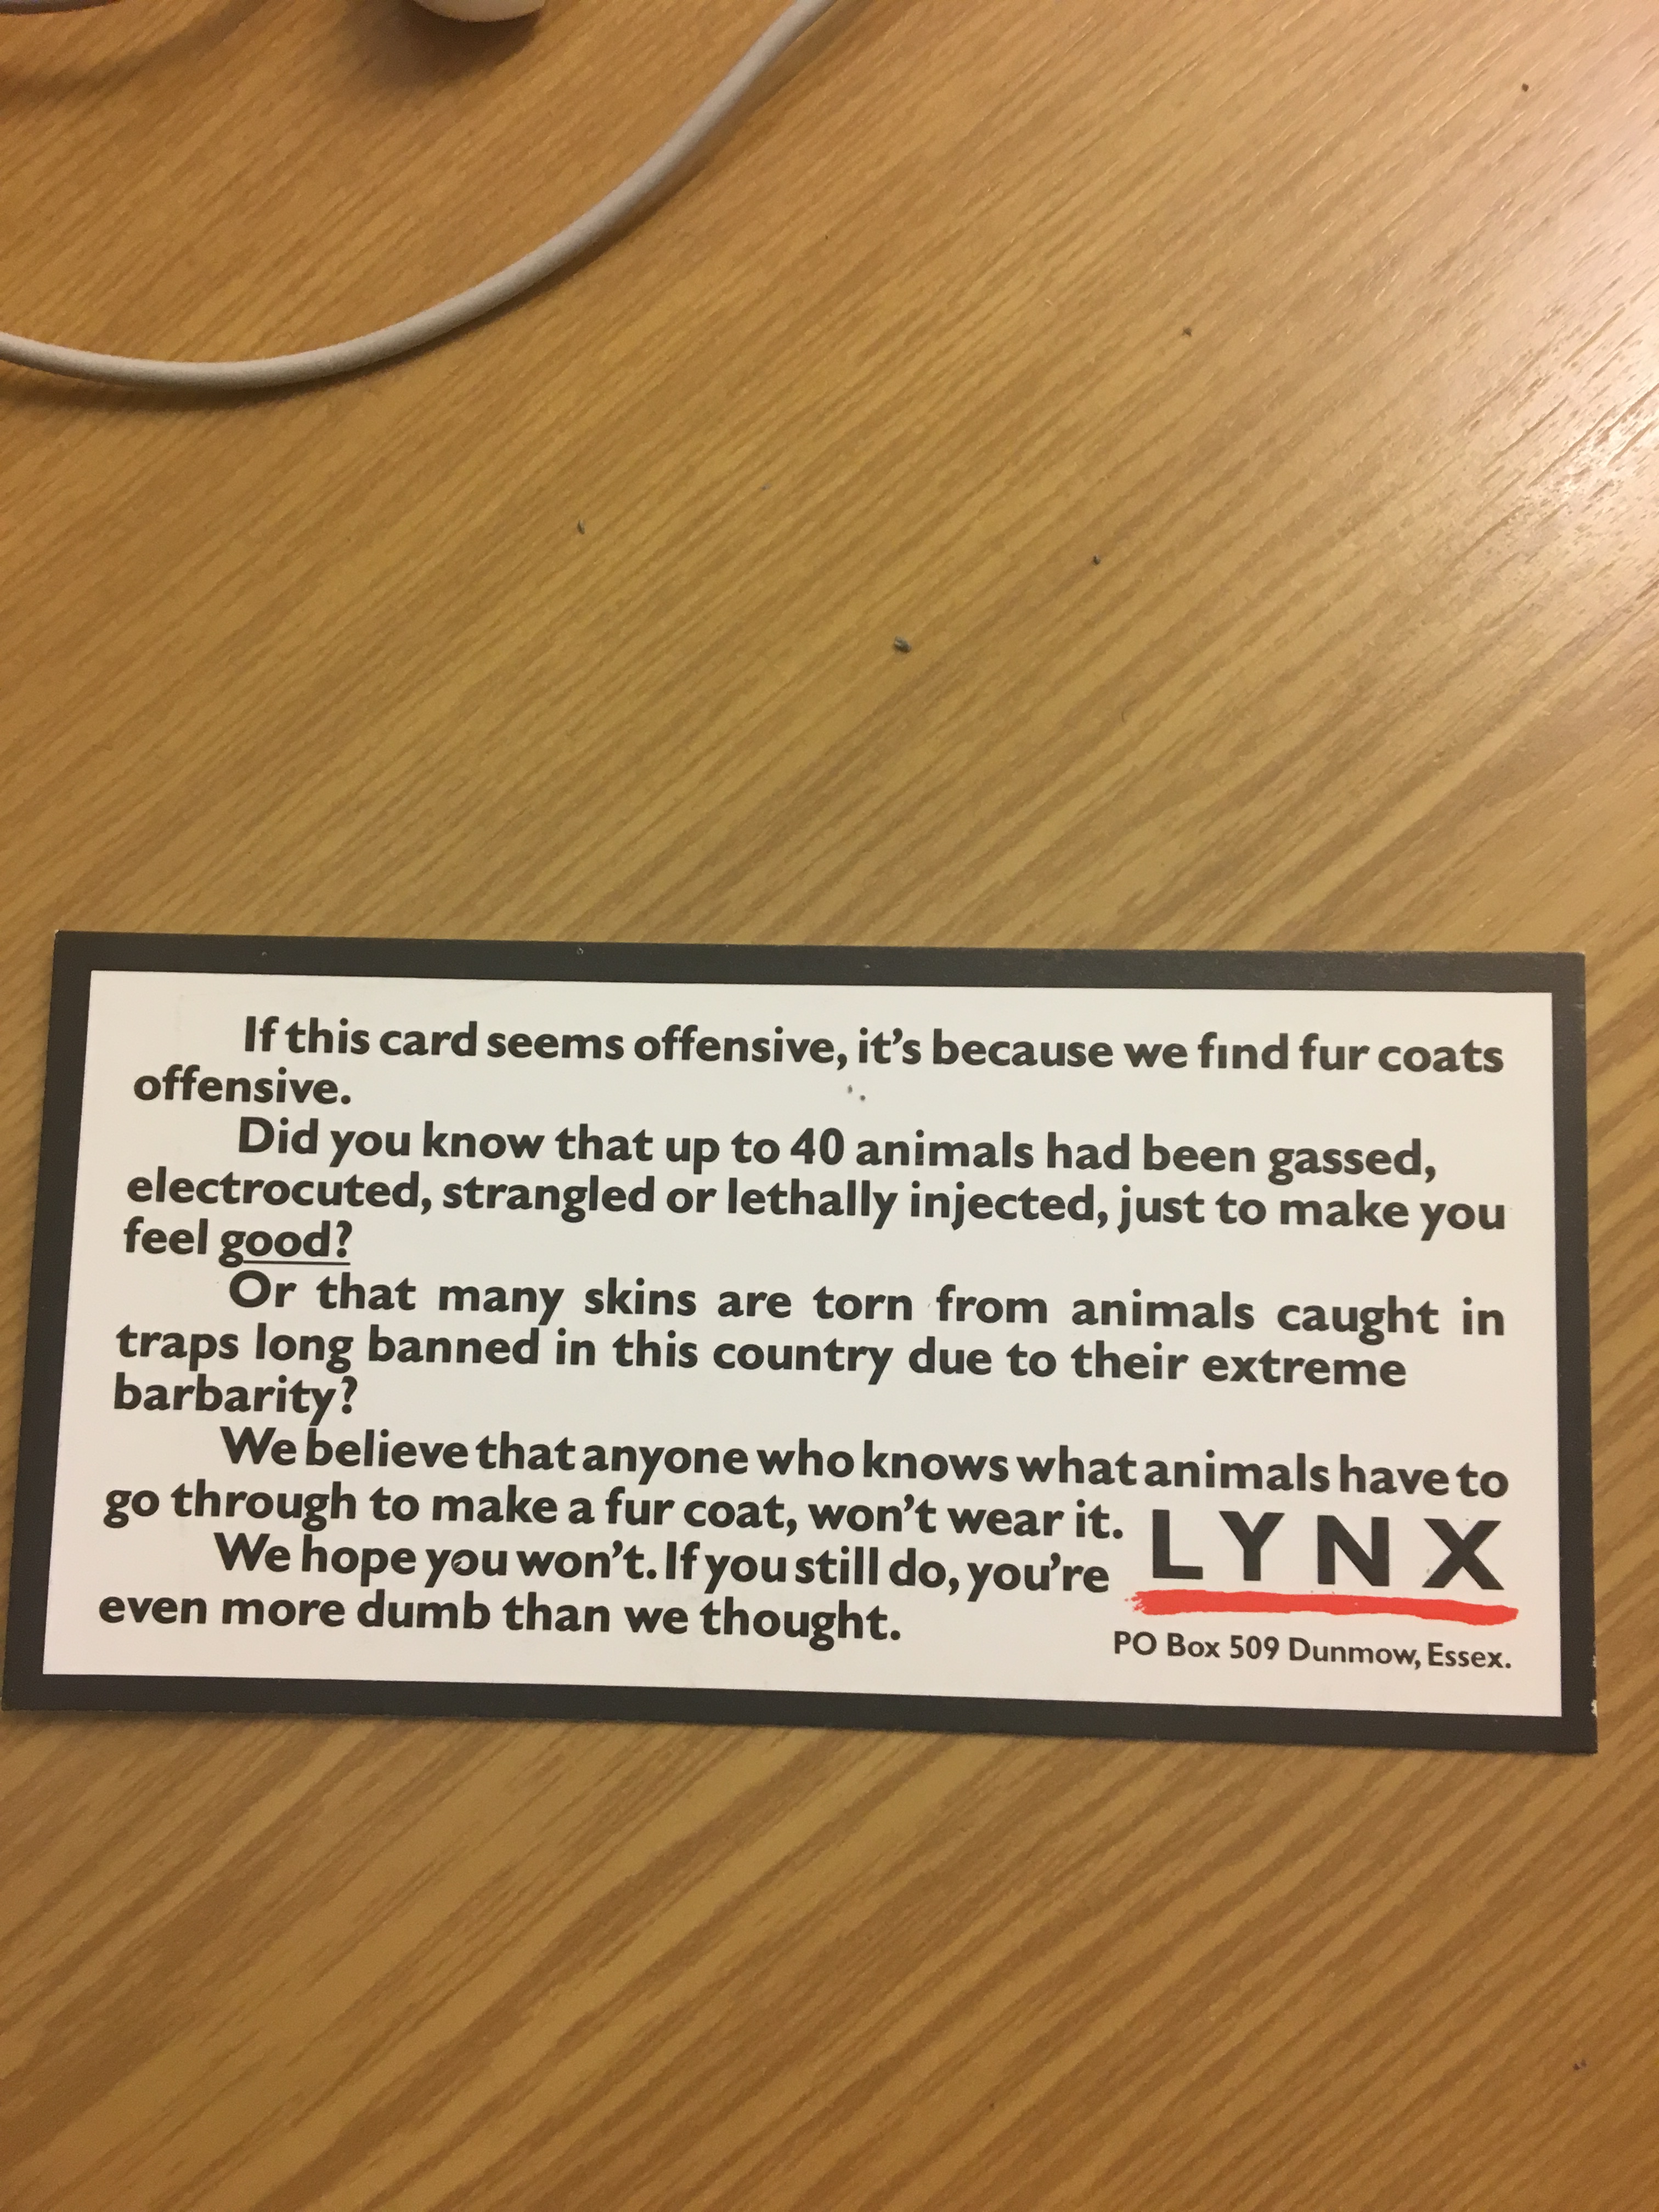 If this card seems offensive, it's because we find fur coats
offensive.
Did you know that up to 40 animals had been gassed,
electrocuted, strangled or lethally injected, just to make you
feel good?
Or that many skins are torn from animals caught in
traps long banned in this country due to their extreme
barbarity?
We believe that anyone who knows what animals have to
go through to make a fur coat, won't wear it.
We hope you won't. If you still do, you're
even more dumb than we thought.
LYNX
PO Box 509 Dunmow, Essex.